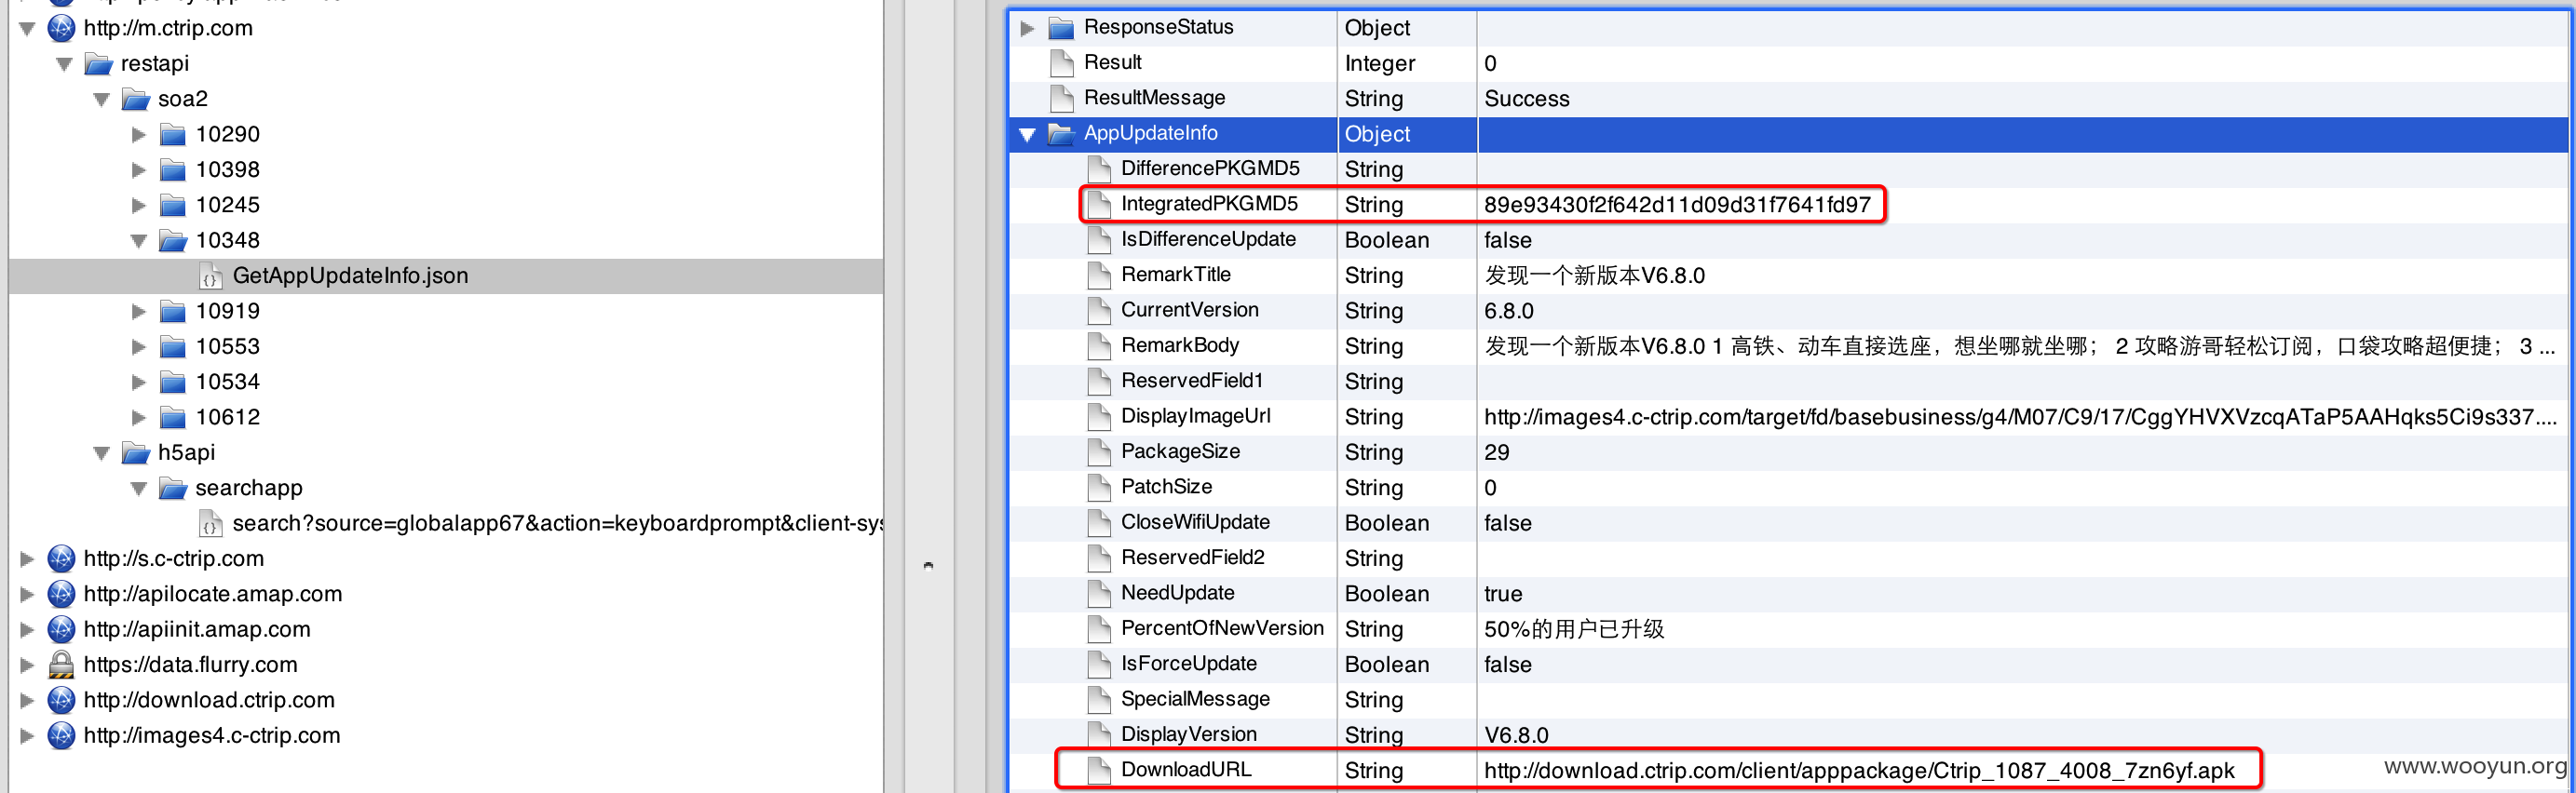 http://m.ctrip.com
restapi
soa2
10290
10398
10245
10348
GetAppUpdateInfo.json
10919
10553
10534
10612
h5api
searchapp
search?source=globalapp67&action=keyboardprompt&client-sys
http://s.c-ctrip.com
http://apilocate.amap.com
http://apiinit.amap.com
https://data.flurry.com
http://download.ctrip.com
http://images4.c-ctrip.com
ResponseStatus Object
Result Integer 0
ResultMessage String Success
AppUpdateInfo Object
DifferencePKGMD5 String
IntegratedPKGMD5 String 89e93430f2f642d11d09d31f7641fd97
IsDifferenceUpdate Boolean false
RemarkTitle String 发现一个新版本V6.8.0
CurrentVersion String 6.8.0
RemarkBody String 发现一个新版本V6.8.0 1 高铁、动车直接选座，想坐哪就坐哪； 2 攻略游哥轻松订阅，口袋攻略超便捷； 3 ...
ReservedField1 String
DisplayImageUrl String http://images4.c-ctrip.com/target/fd/basebusiness/g4/M07/C9/17/CggYHVXVzcqATaP5AAHqks5Ci9s337....
PackageSize String 29
PatchSize String 0
CloseWifiUpdate Boolean false
ReservedField2 String
NeedUpdate Boolean true
PercentOfNewVersion String 50%的用户已升级
IsForceUpdate Boolean false
SpecialMessage String
DisplayVersion String V6.8.0
DownloadURL String http://download.ctrip.com/client/apppackage/Ctrip_1087_4008_7zn6yf.apk
www.wooyun.org